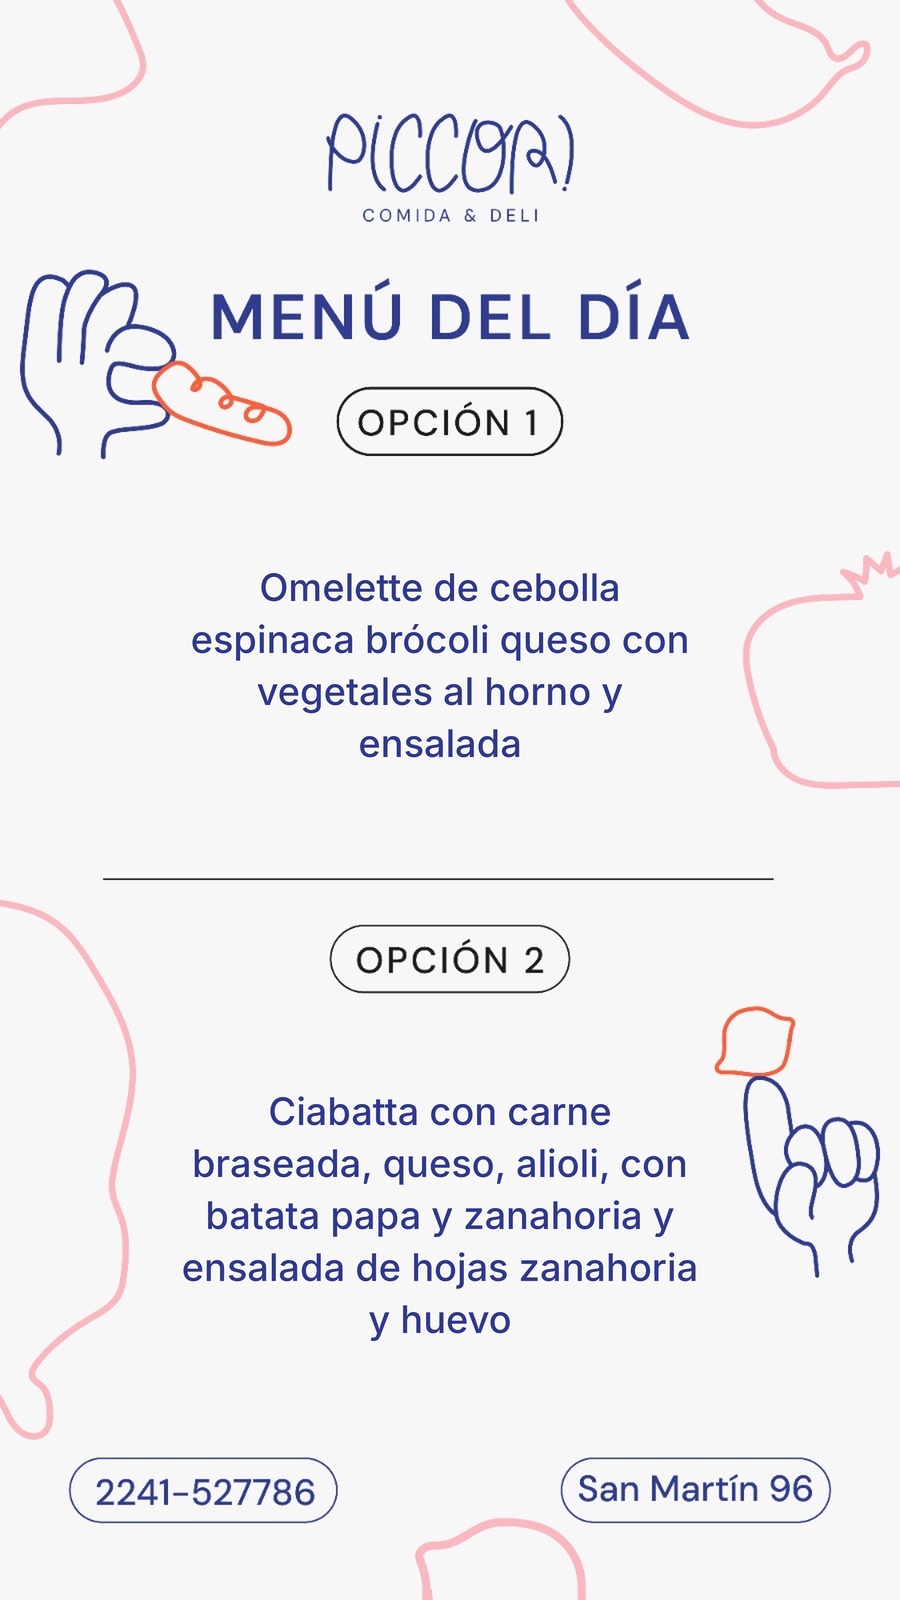 PICCOR!
COMIDA & DELI
MENÚ DEL DÍA
OPCIÓN 1
Omelette de cebolla
espinaca brócoli queso con
vegetales al horno y
ensalada
OPCIÓN 2
Ciabatta con carne
braseada, queso, alioli, con
batata papa y zanahoria y
ensalada de hojas zanahoria
y huevo
2241-527786
San Martín 96